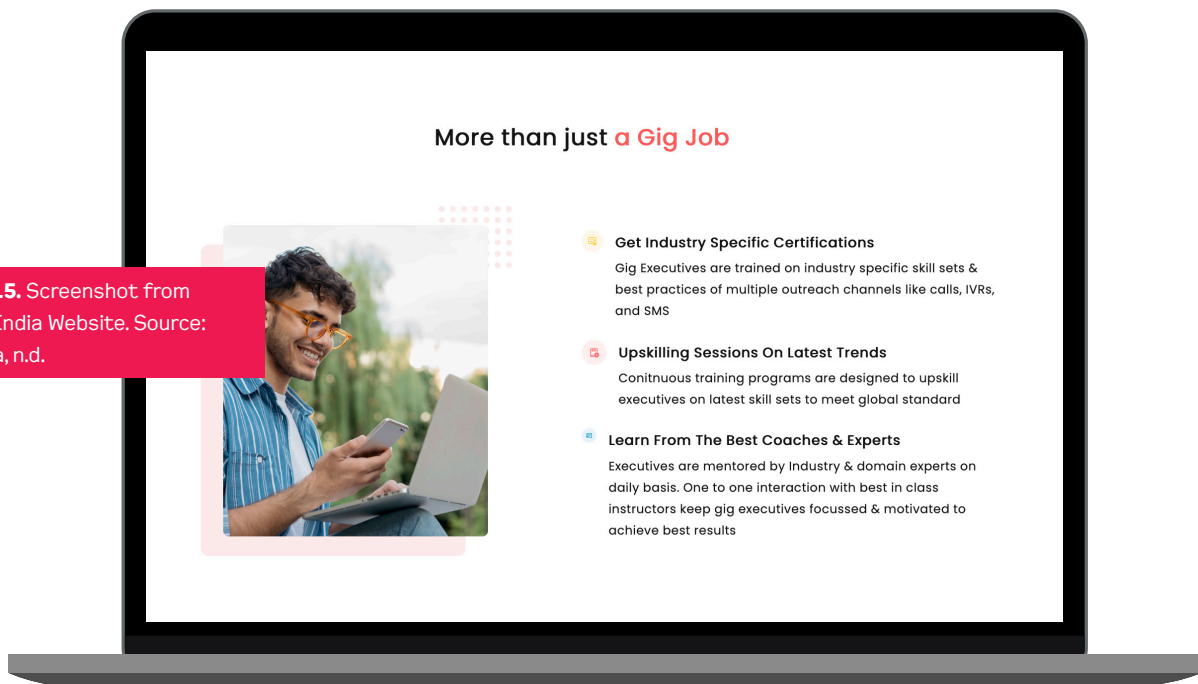 More than just a Gig Job
.5. Screenshot from
India Website. Source:
, n.d.
Get Industry Specific Certifications
Gig Executives are trained on industry specific skill sets &
best practices of multiple outreach channels like calls, IVRs,
and SMS
Upskilling Sessions On Latest Trends
Conitnuous training programs are designed to upskill
executives on latest skill sets to meet global standard
Learn From The Best Coaches & Experts
Executives are mentored by Industry & domain experts on
daily basis. One to one interaction with best in class
instructors keep gig executives focussed & motivated to
achieve best results